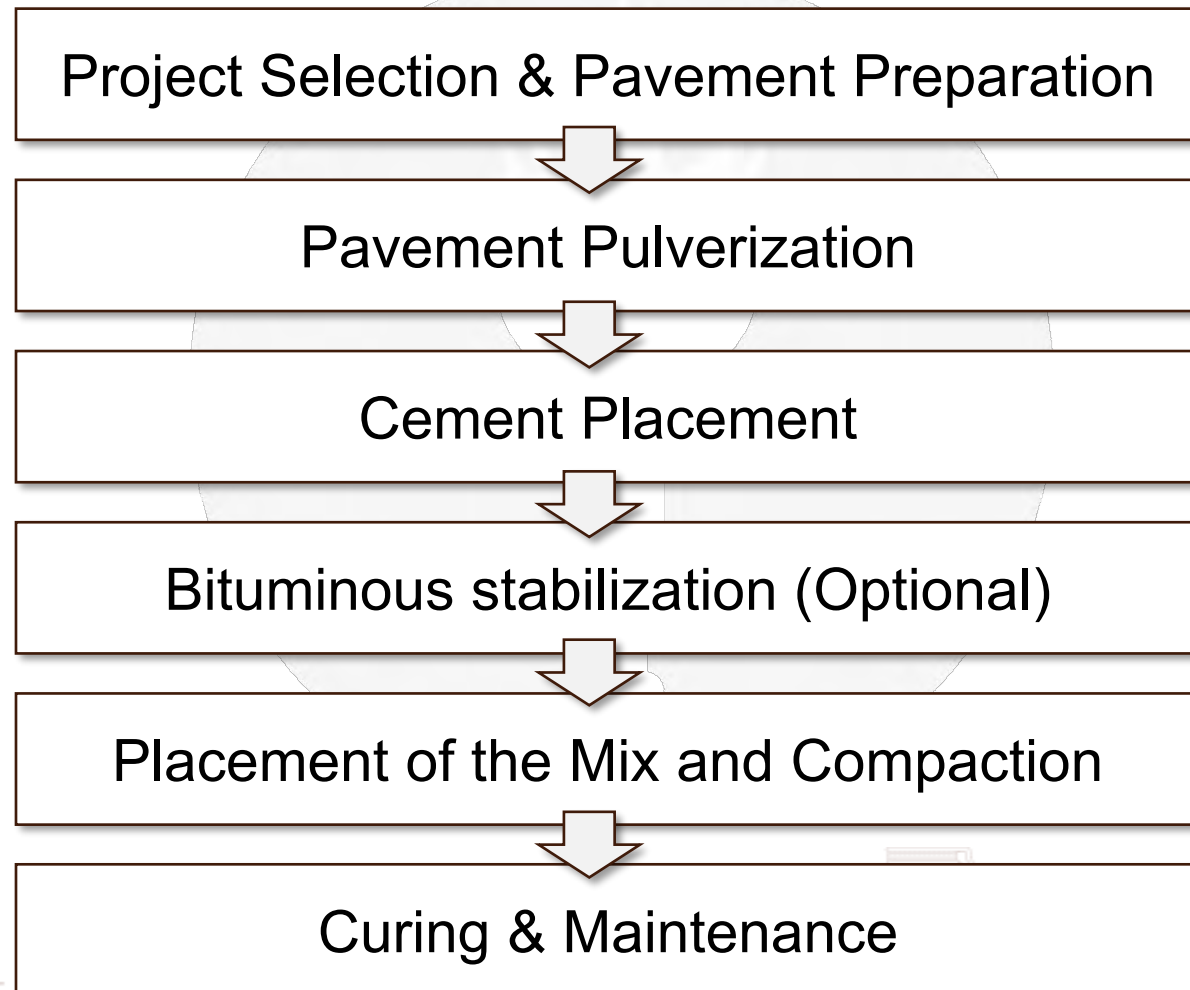 Project Selection & Pavement Preparation
Pavement Pulverization
Cement Placement
Bituminous stabilization (Optional)
Placement of the Mix and Compaction
Curing & Maintenance